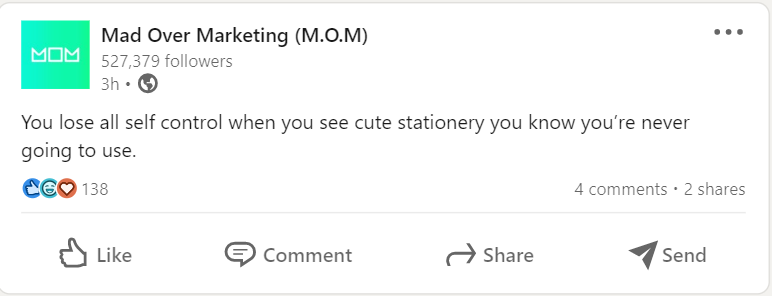 MOM
Mad Over Marketing (M.O.M)
527,379 followers
3h •
You lose all self control when you see cute stationery you know you’re never
going to use.
138
4 comments • 2 shares
Like Comment Share Send